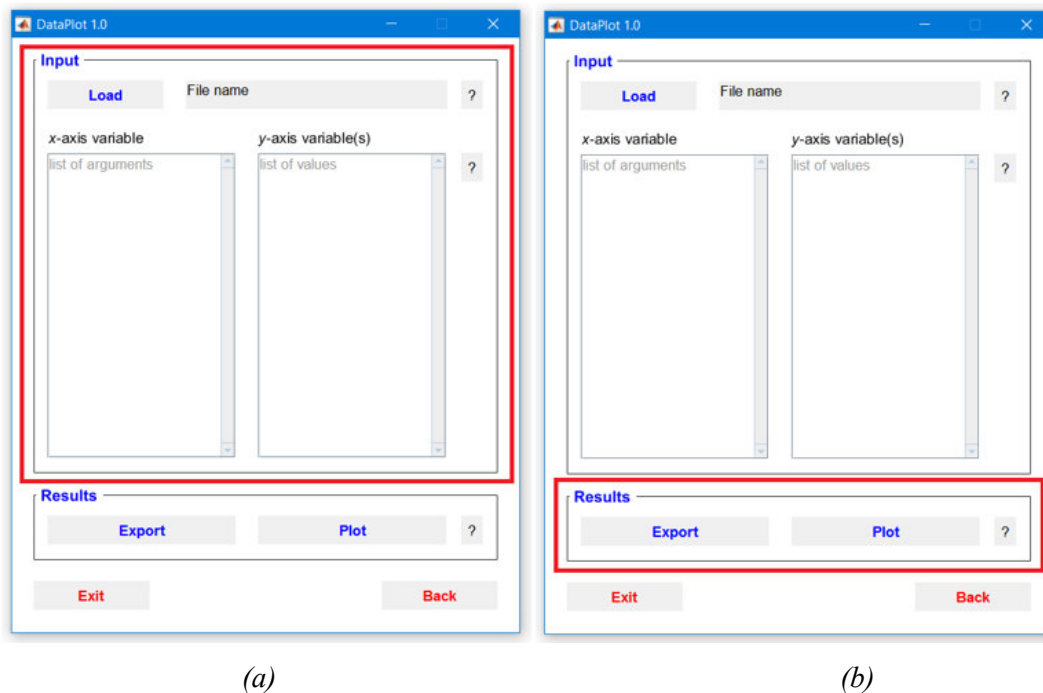 DataPlot 1.0
Input
Load File name ?
x-axis variable y-axis variable(s)
list of arguments list of values ?
Results
Export Plot ?
Exit Back
(a)
DataPlot 1.0
Input
Load File name ?
x-axis variable y-axis variable(s)
list of arguments list of values ?
Results
Export Plot ?
Exit Back
(b)